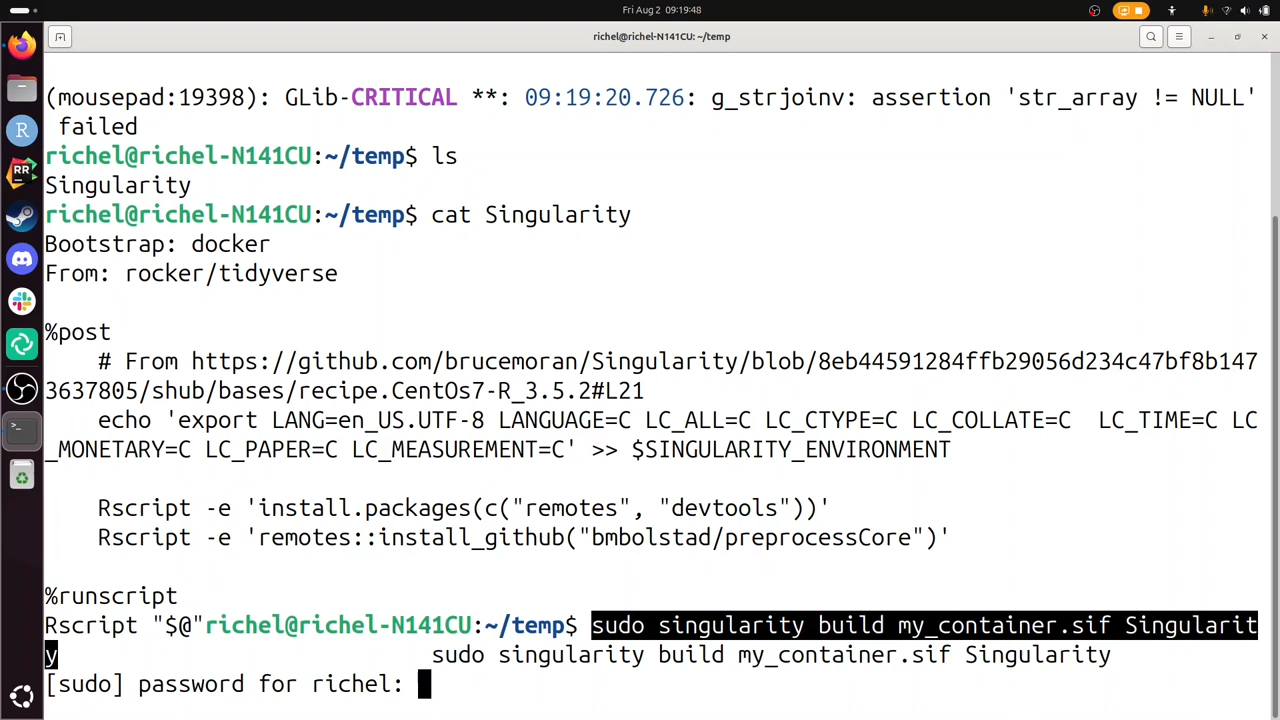 Fri Aug 2 09:19:48
richel@richel-N141CU: ~/temp
(mousepad:19398): GLib-CRITICAL **: 09:19:20.726: g_strjoinv: assertion 'str_array != NULL'
failed
richel@richel-N141CU:~/temp$ ls
Singularity
richel@richel-N141CU:~/temp$ cat Singularity
Bootstrap: docker
From: rocker/tidyverse
%post
# From https://github.com/brucemoran/Singularity/blob/8eb44591284ffb29056d234c47bf8b147
3637805/shub/bases/recipe.CentOs7-R_3.5.2#L21
echo 'export LANG=en_US.UTF-8 LANGUAGE=C LC_ALL=C LC_CTYPE=C LC_COLLATE=C  LC_TIME=C LC
_MONETARY=C LC_PAPER=C LC_MEASUREMENT=C' >> $SINGULARITY_ENVIRONMENT
Rscript -e 'install.packages(c("remotes", "devtools"))'
Rscript -e 'remotes::install_github("bmbolstad/preprocessCore")'
%runscript
Rscript "$@"richel@richel-N141CU:~/temp$ sudo singularity build my_container.sif Singularit
y sudo singularity build my_container.sif Singularity
[sudo] password for richel:
R
RR
>_